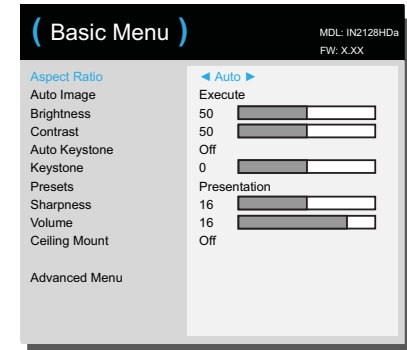 ( Basic Menu )
MDL: IN2128HDa
FW: X.XX
Aspect Ratio ◄ Auto ►
Auto Image Execute
Brightness 50
Contrast 50
Auto Keystone Off
Keystone 0
Presets Presentation
Sharpness 16
Volume 16
Ceiling Mount Off
Advanced Menu